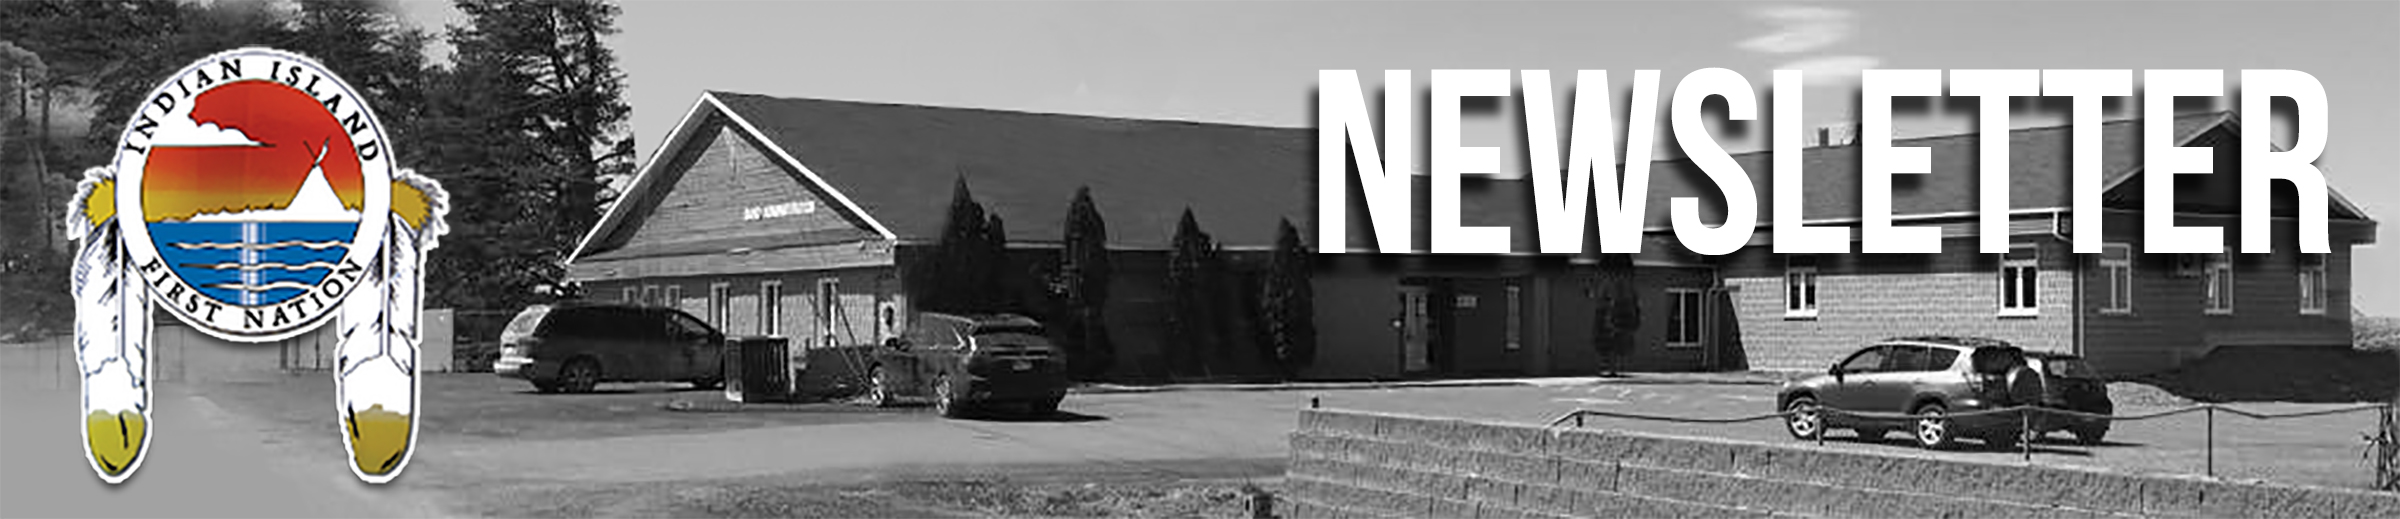 INDIAN ISLAND
FIRST NATION
NEWSLETTER